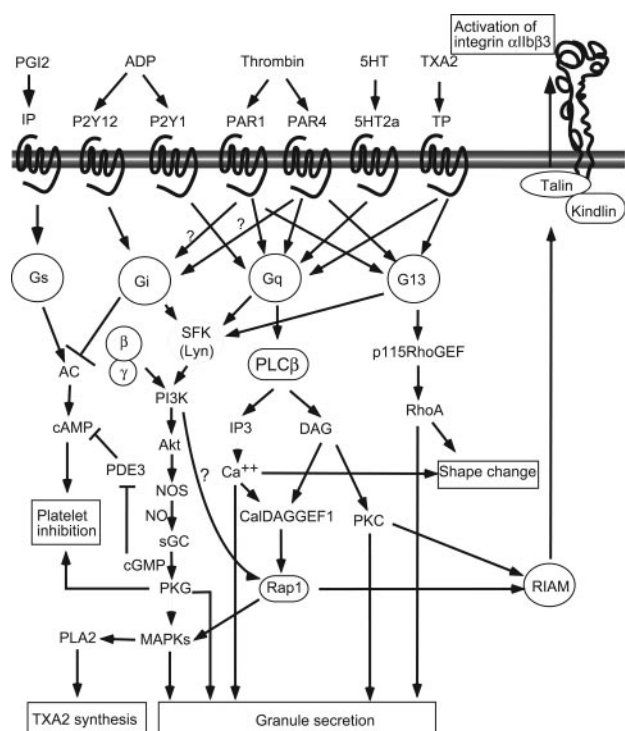 Activation of
integrin αIIbβ3
PGI2
ADP
Thrombin
5HT
TXA2
IP
P2Y12
P2Y1
PAR1
PAR4
5HT2a
TP
Talin
Kindlin
?
?
Gs
Gi
Gq
G13
SFK
(Lyn)
β
γ
p115RhoGEF
AC
PLCβ
PI3K
RhoA
cAMP
IP3
DAG
Akt
PDE3
?
Ca++
Shape change
NOS
Platelet
inhibition
NO
CalDAGGEF1
PKC
sGC
cGMP
PKG
Rap1
RIAM
PLA2
MAPKs
TXA2 synthesis
Granule secretion